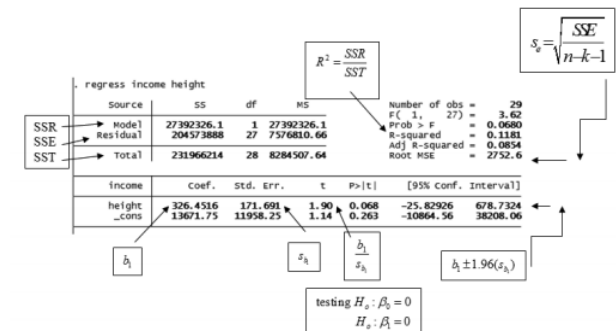 s_e = √(SSE / (n–k–1))
R² = SSR / SST
. regress income height
Source | SS df MS
Number of obs = 29
F( 1, 27) = 3.62
Model | 27392326.1 1 27392326.1
Prob > F = 0.0680
Residual | 204573888 27 7576810.66
R-squared = 0.1181
Adj R-squared = 0.0854
Total | 231966214 28 8284507.64
Root MSE = 2752.6
SSR
SSE
SST
income | Coef. Std. Err. t P>|t| [95% Conf. Interval]
height | 326.4516 171.691 1.90 0.068 -25.82926 678.7324
_cons | 13671.75 11958.25 1.14 0.263 -10864.56 38208.06
b₁
s_b₁
b₁ / s_b₁
b₁ ± 1.96(s_b₁)
testing H₀ : β₀ = 0
H₀ : β₁ = 0